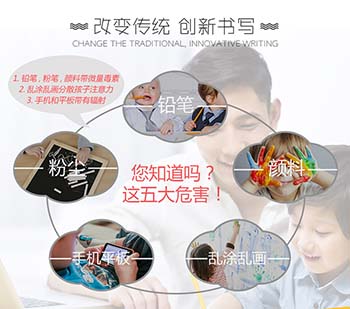 改变传统 创新书写
CHANGE THE TRADITIONAL, INNOVATIVE WRITING
1. 铅笔，粉笔，颜料带微量毒素
2. 乱涂乱画分散孩子注意力
3. 手机和平板带有辐射
铅笔
粉尘
颜料
您知道吗？
这五大危害！
手机平板
乱涂乱画